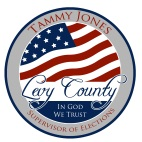 TAMMY JONES
Levy County
IN GOD
WE TRUST
SUPERVISOR OF ELECTIONS